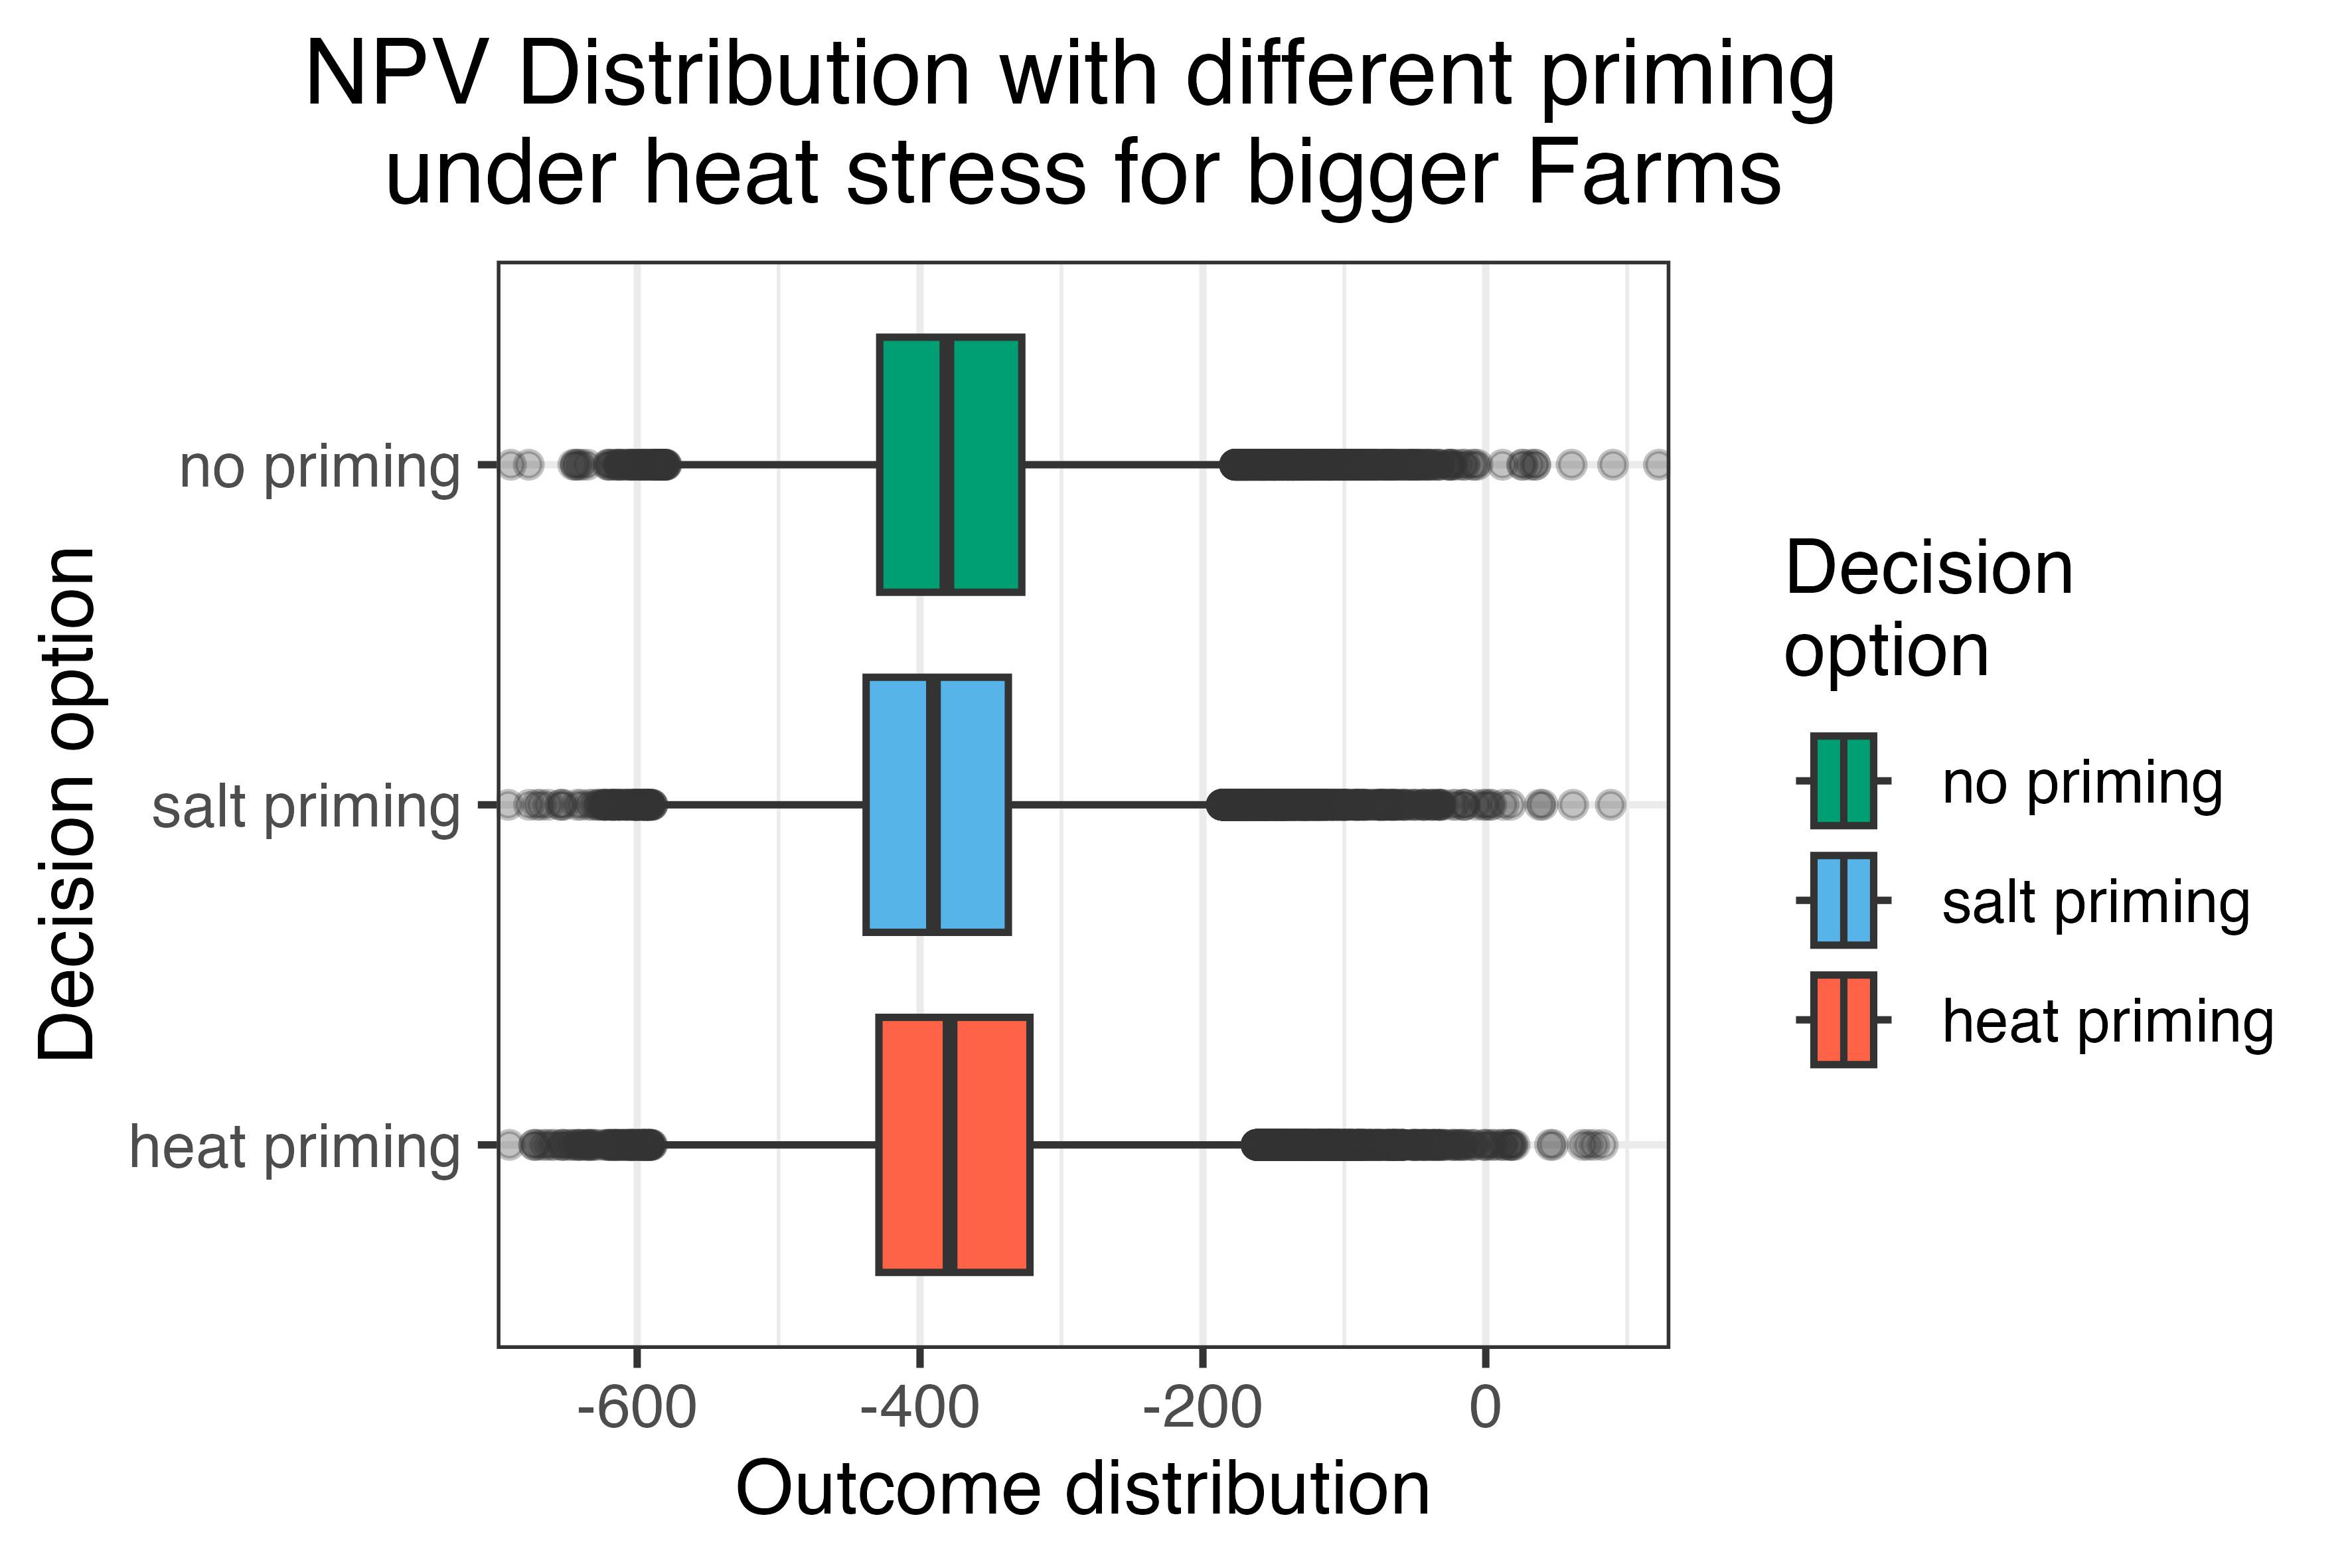 NPV Distribution with different priming
under heat stress for bigger Farms
Decision option
no priming
salt priming
heat priming
-600
-400
-200
0
Outcome distribution
Decision
option
no priming
salt priming
heat priming